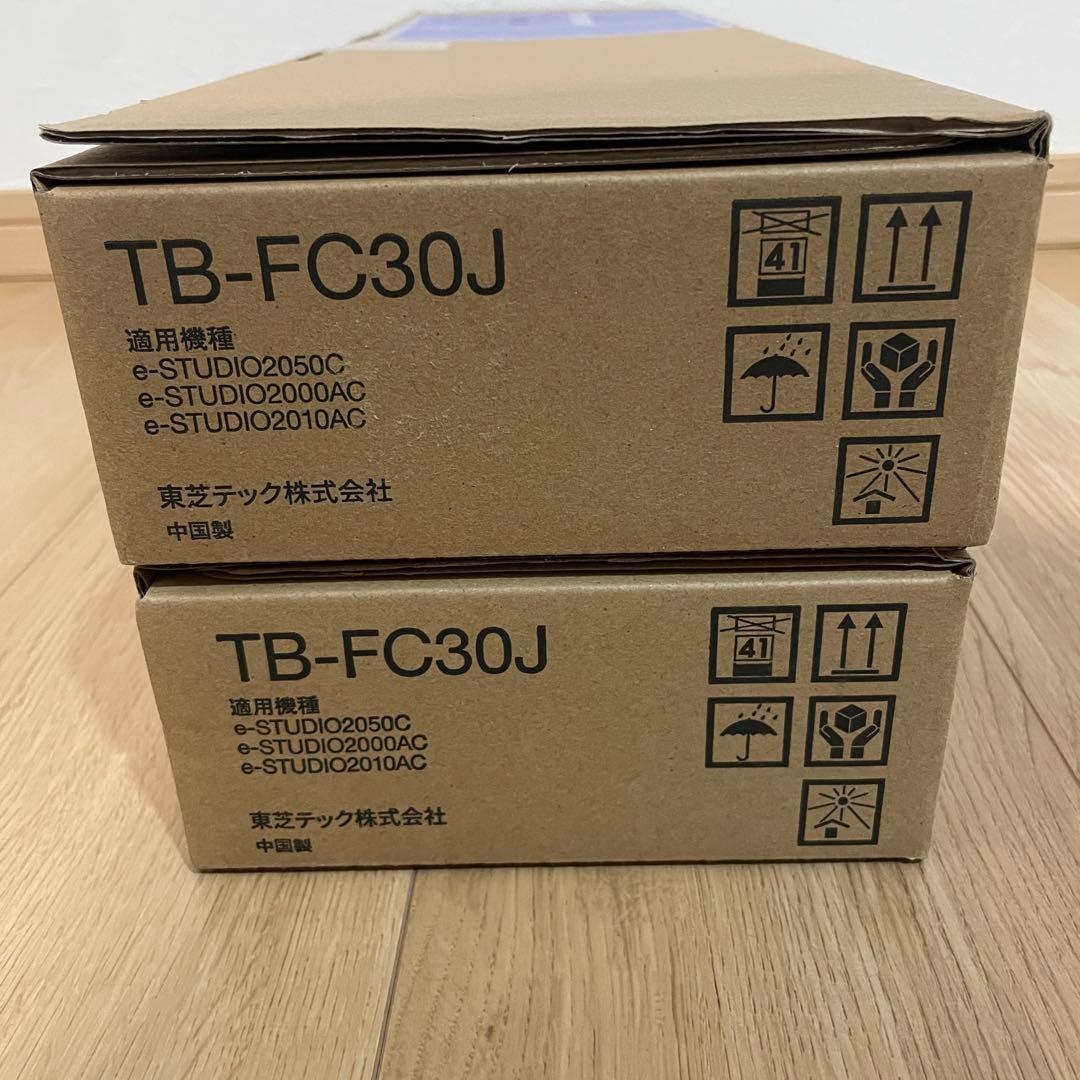 TB-FC30J
適用機種
e-STUDIO2050C
e-STUDIO2000AC
e-STUDIO2010AC
東芝テック株式会社
中国製
41
TB-FC30J
適用機種
e-STUDIO2050C
e-STUDIO2000AC
e-STUDIO2010AC
東芝テック株式会社
中国製
41